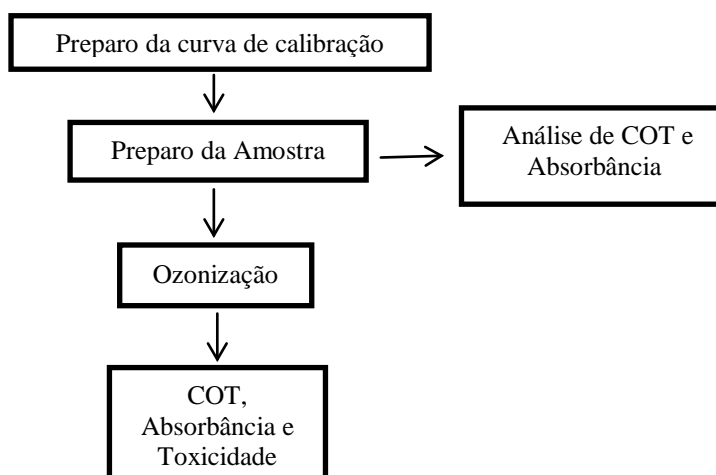 Preparo da curva de calibração
Preparo da Amostra
Análise de COT e
Absorbância
Ozonização
COT,
Absorbância e
Toxicidade